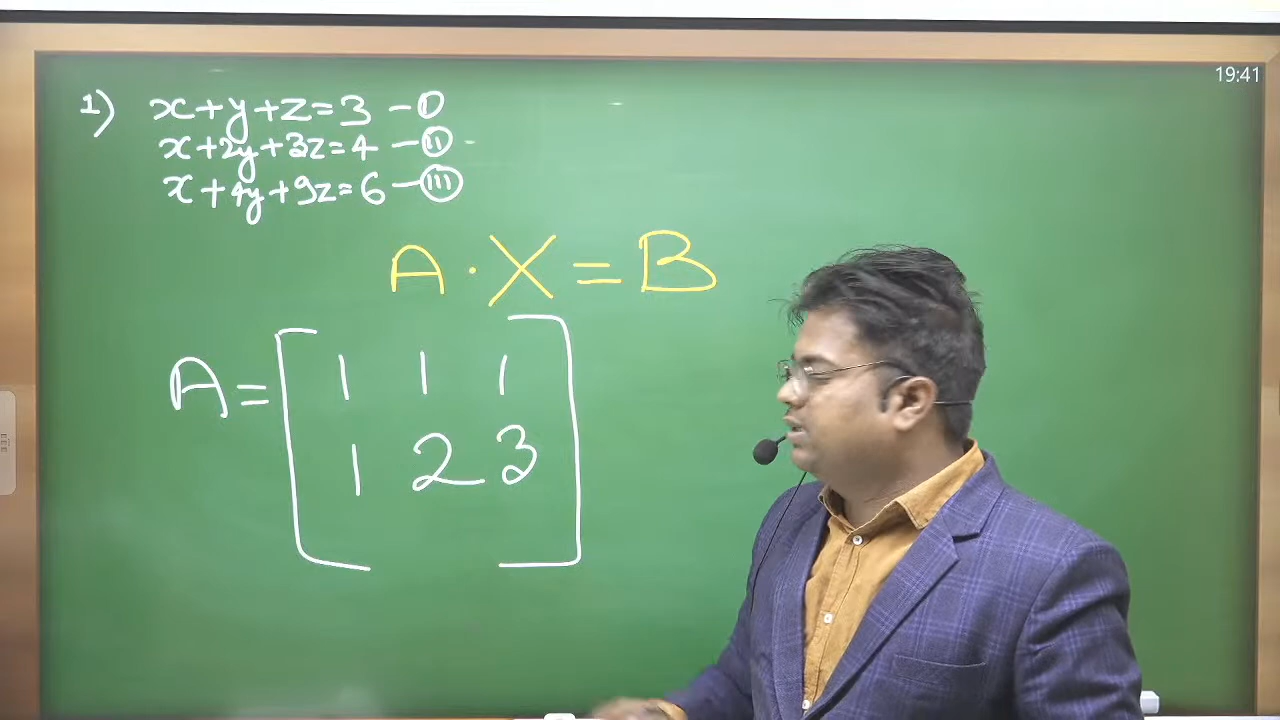 19:41
1) x+y+z=3 - (I)
x+2y+3z=4 - (II)
x+4y+9z=6 - (III)
A · X = B
A = [ 1 1 1
1 2 3 ]